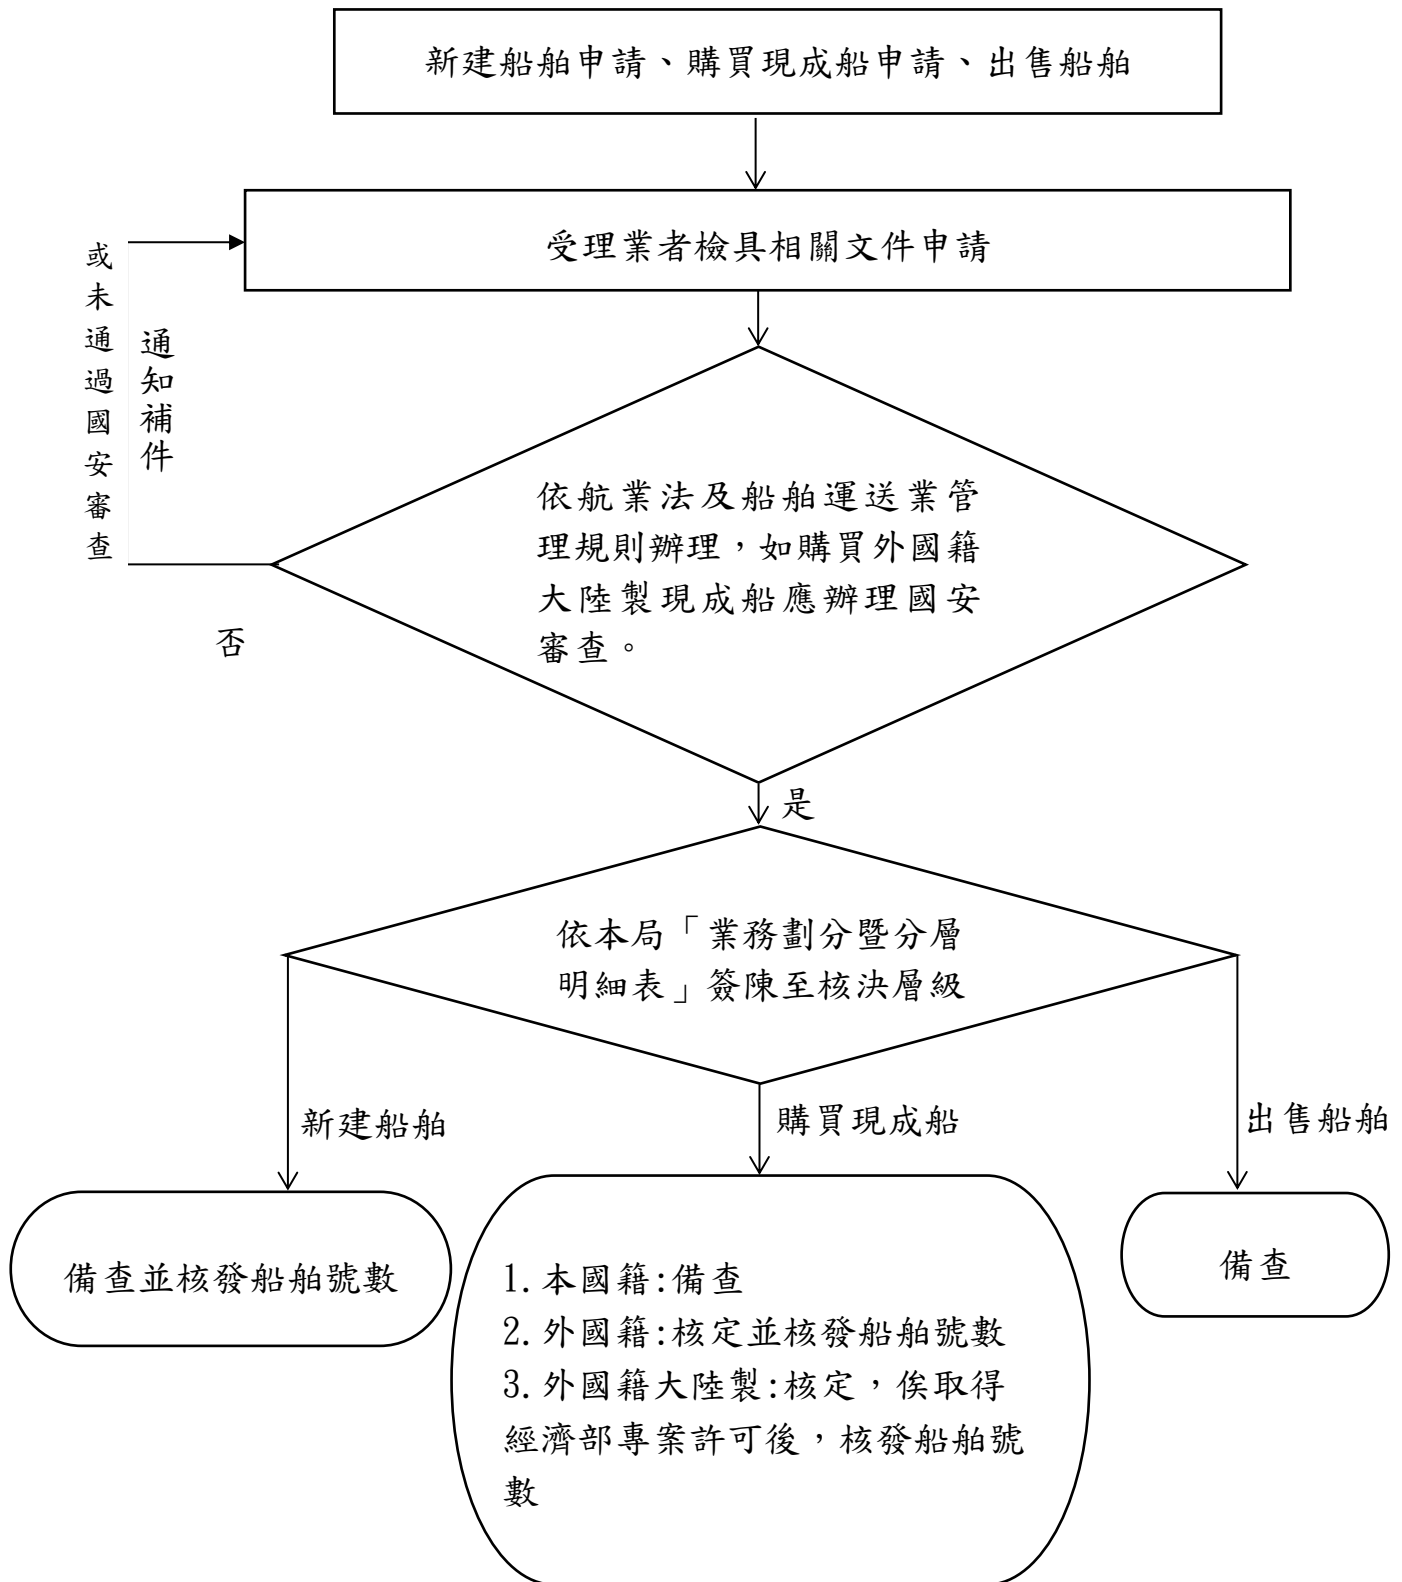 新建船舶申請、購買現成船申請、出售船舶
受理業者檢具相關文件申請
或未通過國安審查
通知補件
依航業法及船舶運送業管
理規則辦理，如購買外國籍
大陸製現成船應辦理國安
審查。
否
是
依本局「業務劃分暨分層
明細表」簽陳至核決層級
新建船舶
購買現成船
出售船舶
備查並核發船舶號數
1.本國籍:備查
2.外國籍:核定並核發船舶號數
3.外國籍大陸製:核定，俟取得
經濟部專案許可後，核發船舶號
數
備查